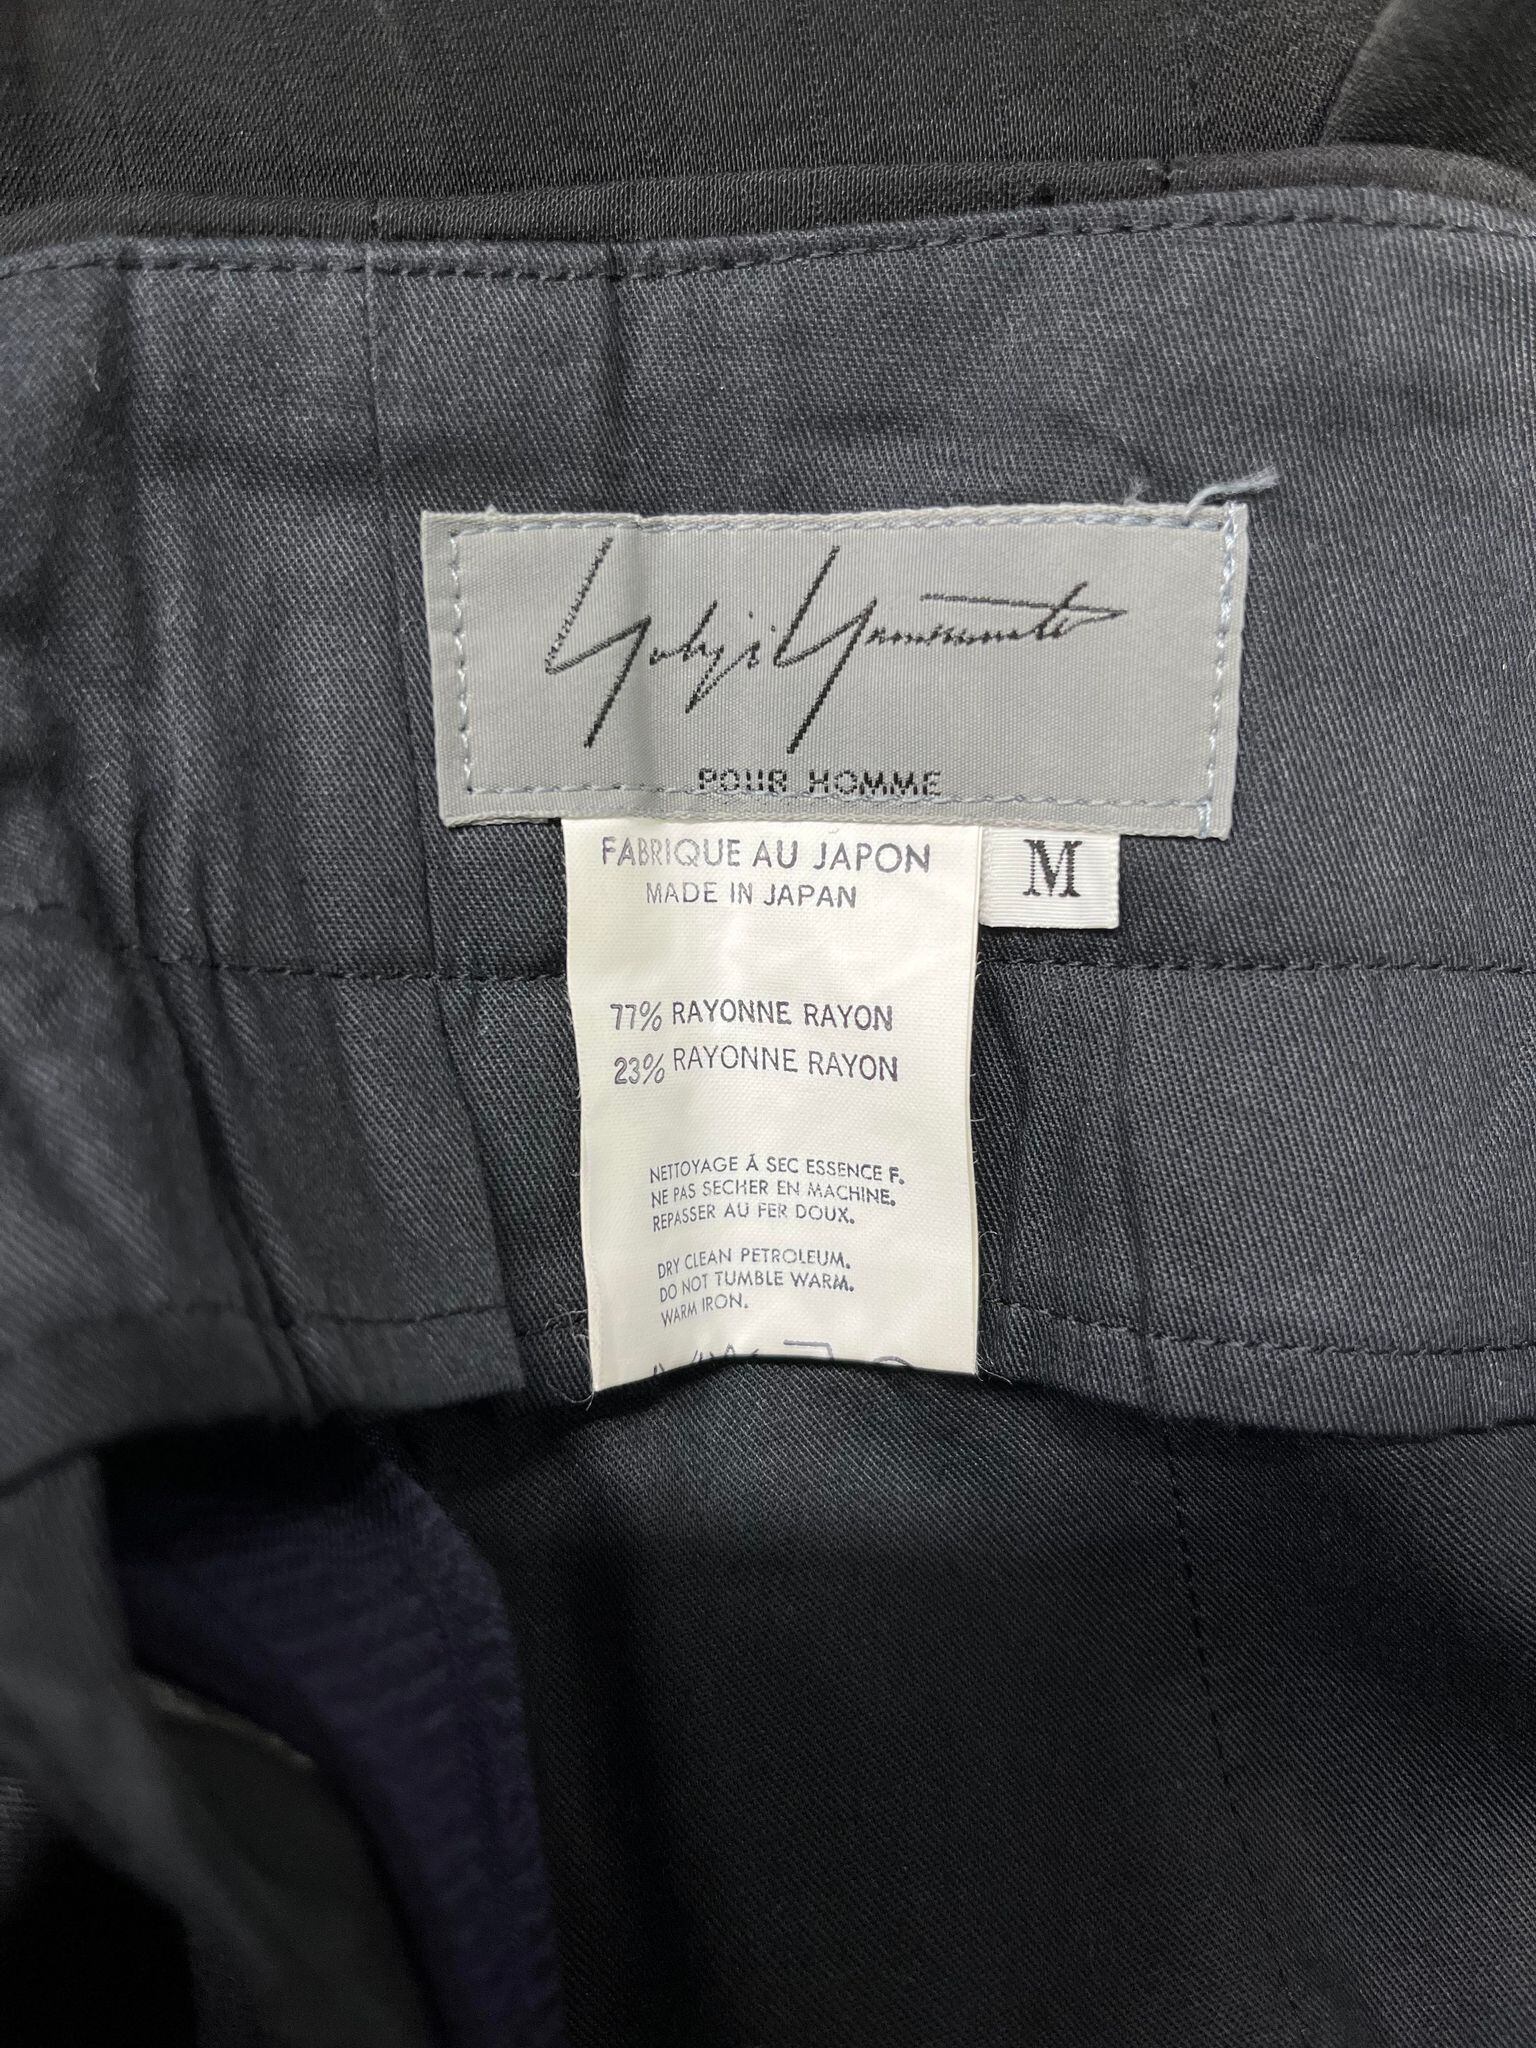 Yohji Yamamoto
POUR HOMME
FABRIQUE AU JAPON
M
MADE IN JAPAN
77% RAYONNE RAYON
23% RAYONNE RAYON
NETTOYAGE À SEC ESSENCE F.
NE PAS SECHER EN MACHINE.
REPASSER AU FER DOUX.
DRY CLEAN PETROLEUM.
DO NOT TUMBLE WARM.
WARM IRON.